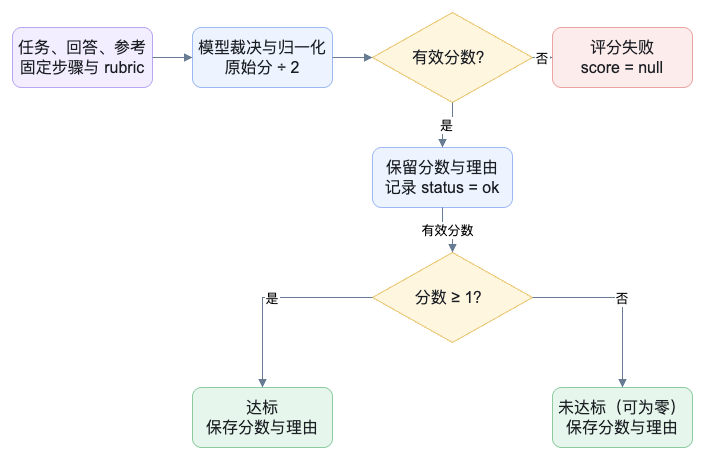 任务、回答、参考
固定步骤与 rubric
模型裁决与归一化
原始分 ÷ 2
有效分数?
否
评分失败
score = null
是
保留分数与理由
记录 status = ok
有效分数
分数 ≥ 1?
是
否
达标
保存分数与理由
未达标（可为零）
保存分数与理由